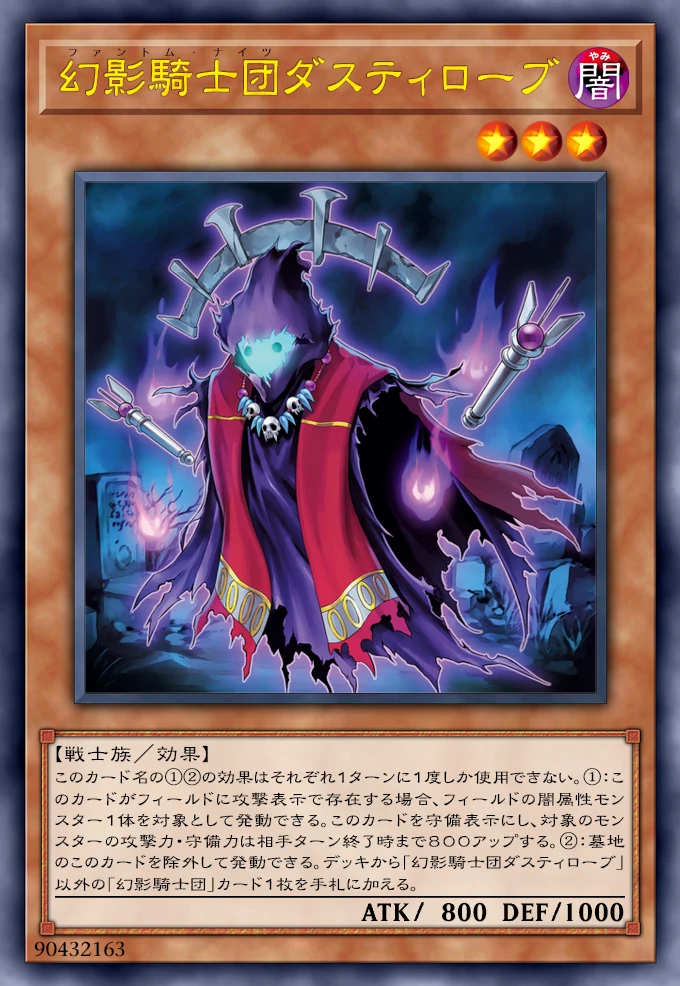 ファントム・ナイツ
幻影騎士団ダスティローブ
やみ
闇
【戦士族／効果】
このカード名の①②の効果はそれぞれ1ターンに1度しか使用できない。①：こ
のカードがフィールドに攻撃表示で存在する場合、フィールドの闇属性モン
スター1体を対象として発動できる。このカードを守備表示にし、対象のモン
スターの攻撃力・守備力は相手ターン終了時まで800アップする。②：墓地
のこのカードを除外して発動できる。デッキから「幻影騎士団ダスティローブ」
以外の「幻影騎士団」カード1枚を手札に加える。
ATK/ 800 DEF/1000
90432163